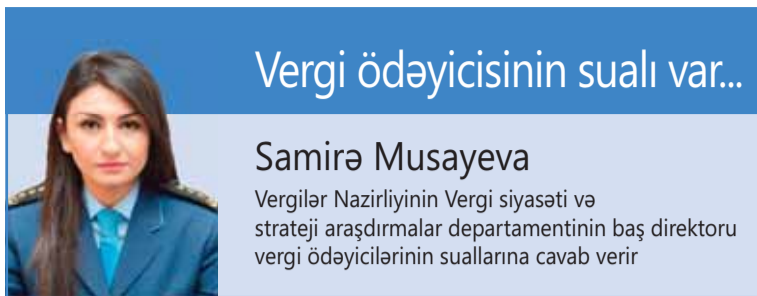 Vergi ödəyicisinin sualı var...
Samirə Musayeva
Vergilər Nazirliyinin Vergi siyasəti və
strateji araşdırmalar departamentinin baş direktoru
vergi ödəyicilərinin suallarına cavab verir